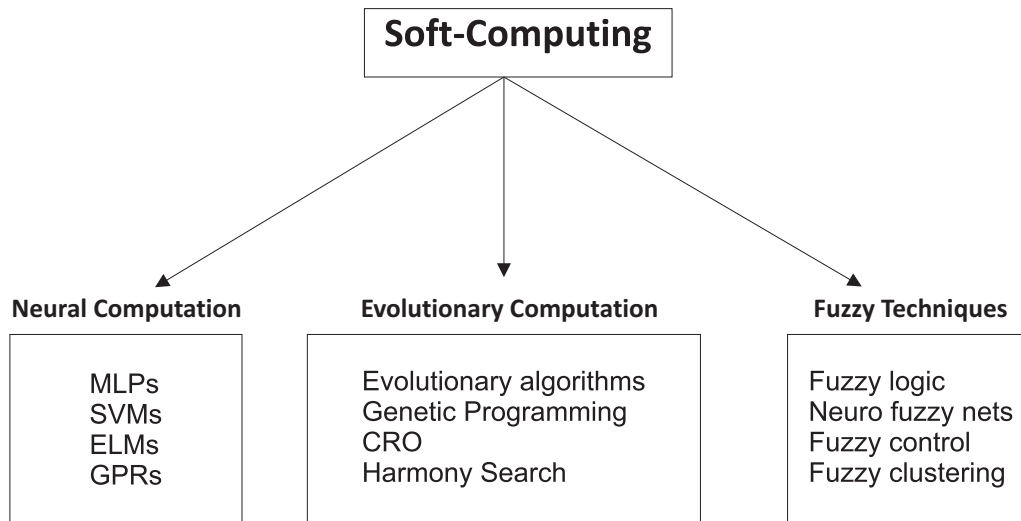 Soft-Computing
Neural Computation
MLPs
SVMs
ELMs
GPRs
Evolutionary Computation
Evolutionary algorithms
Genetic Programming
CRO
Harmony Search
Fuzzy Techniques
Fuzzy logic
Neuro fuzzy nets
Fuzzy control
Fuzzy clustering